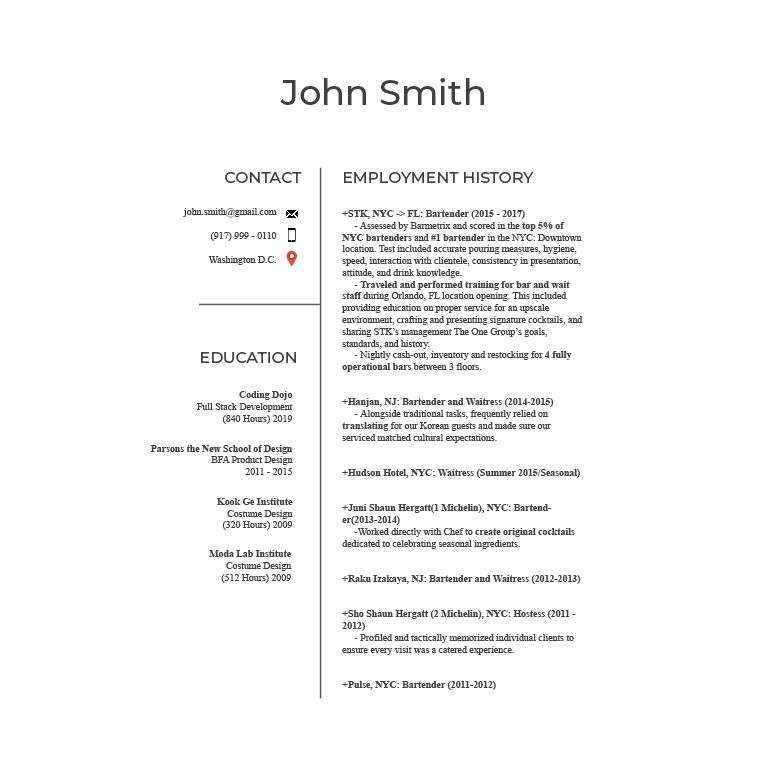 John Smith
CONTACT
john.smith@gmail.com
(917) 999 - 0110
Washington D.C.
EDUCATION
Coding Dojo
Full Stack Development
(840 Hours) 2019
Parsons the New School of Design
BFA Product Design
2011 - 2015
Kook Ge Institute
Costume Design
(320 Hours) 2009
Moda Lab Institute
Costume Design
(512 Hours) 2009
EMPLOYMENT HISTORY
+STK, NYC -> FL: Bartender (2015 - 2017)
- Assessed by Barmetrix and scored in the top 5% of
NYC bartenders and #1 bartender in the NYC: Downtown
location. Test included accurate pouring measures, hygiene,
speed, interaction with clientele, consistency in presentation,
attitude, and drink knowledge.
- Traveled and performed training for bar and wait
staff during Orlando, FL location opening. This included
providing education on proper service for an upscale
environment, crafting and presenting signature cocktails, and
sharing STK’s management The One Group’s goals,
standards, and history.
- Nightly cash-out, inventory and restocking for 4 fully
operational bars between 3 floors.
+Hanjan, NJ: Bartender and Waitress (2014-2015)
- Alongside traditional tasks, frequently relied on
translating for our Korean guests and made sure our
serviced matched cultural expectations.
+Hudson Hotel, NYC: Waitress (Summer 2015/Seasonal)
+Juni Shaun Hergatt(1 Michelin), NYC: Bartend-
er(2013-2014)
-Worked directly with Chef to create original cocktails
dedicated to celebrating seasonal ingredients.
+Raku Izakaya, NJ: Bartender and Waitress (2012-2013)
+Sho Shaun Hergatt (2 Michelin), NYC: Hostess (2011 -
2012)
- Profiled and tactically memorized individual clients to
ensure every visit was a catered experience.
+Pulse, NYC: Bartender (2011-2012)